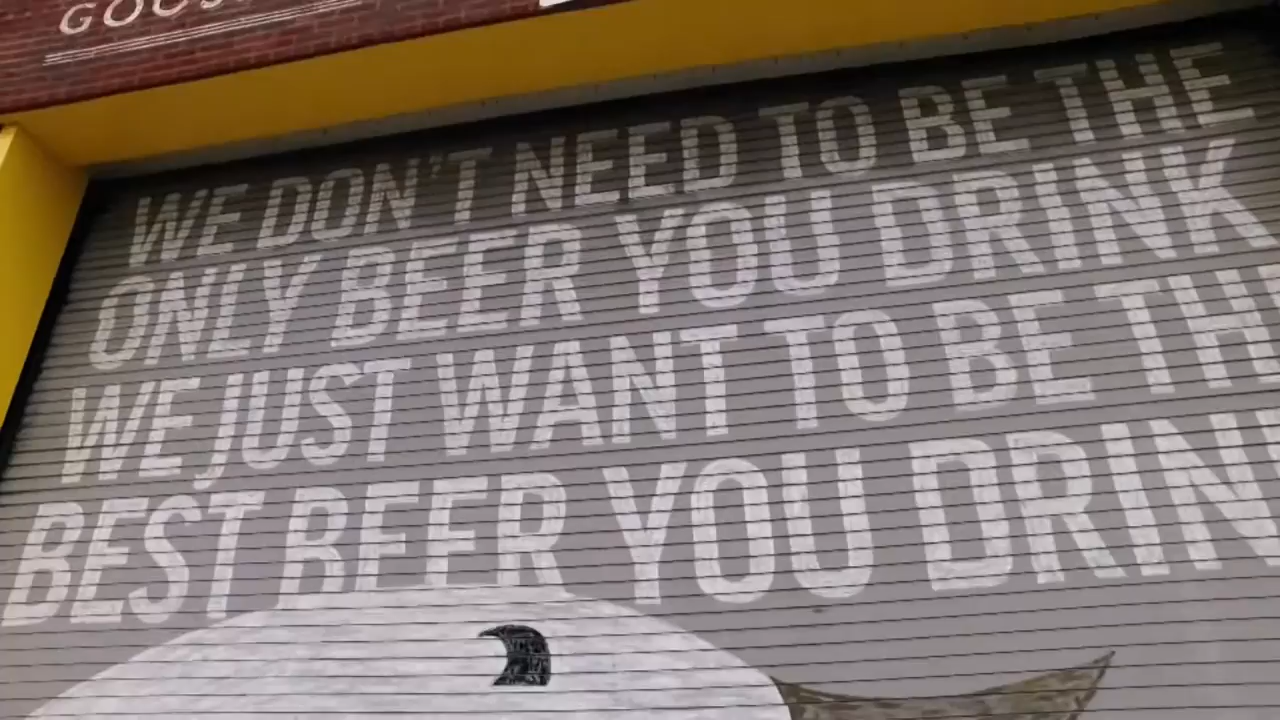 WE DON'T NEED TO BE THE
ONLY BEER YOU DRINK
WE JUST WANT TO BE THE
BEST BEER YOU DRINK